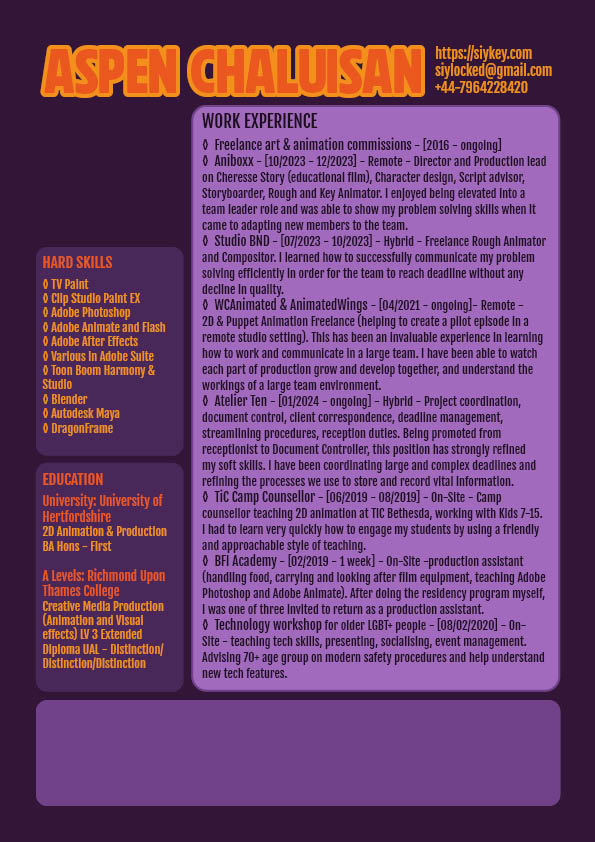 ASPEN CHALUISAN
https://siykey.com
siylocked@gmail.com
+44-7964228420
WORK EXPERIENCE
◊ Freelance art & animation commissions - [2016 - ongoing]
◊ Aniboxx - [10/2023 - 12/2023] - Remote - Director and Production lead
on Cheresse Story (educational film), Character design, Script advisor,
Storyboarder, Rough and Key Animator. I enjoyed being elevated into a
team leader role and was able to show my problem solving skills when it
came to adapting new members to the team.
◊ Studio BND - [07/2023 - 10/2023] - Hybrid - Freelance Rough Animator
and Compositor. I learned how to successfully communicate my problem
solving efficiently in order for the team to reach deadline without any
decline in quality.
◊ WCAnimated & AnimatedWings - [04/2021 - ongoing]- Remote -
2D & Puppet Animation Freelance (helping to create a pilot episode in a
remote studio setting). This has been an invaluable experience in learning
how to work and communicate in a large team. I have been able to watch
each part of production grow and develop together, and understand the
workings of a large team environment.
◊ Atelier Ten - [01/2024 - ongoing] - Hybrid - Project coordination,
document control, client correspondence, deadline management,
streamlining procedures, reception duties. Being promoted from
receptionist to Document Controller, this position has strongly refined
my soft skills. I have been coordinating large and complex deadlines and
refining the processes we use to store and record vital information.
◊ TiC Camp Counsellor - [06/2019 - 08/2019] - On-Site - Camp
counsellor teaching 2D animation at TIC Bethesda, working with Kids 7-15.
I had to learn very quickly how to engage my students by using a friendly
and approachable style of teaching.
◊ BFI Academy - [02/2019 - 1 week] - On-Site -production assistant
(handling food, carrying and looking after film equipment, teaching Adobe
Photoshop and Adobe Animate). After doing the residency program myself,
I was one of three invited to return as a production assistant.
◊ Technology workshop for older LGBT+ people - [08/02/2020] - On-
Site - teaching tech skills, presenting, socialising, event management.
Advising 70+ age group on modern safety procedures and help understand
new tech features.
HARD SKILLS
◊ TV Paint
◊ Clip Studio Paint EX
◊ Adobe Photoshop
◊ Adobe Animate and Flash
◊ Adobe After Effects
◊ Various in Adobe Suite
◊ Toon Boom Harmony &
Studio
◊ Blender
◊ Autodesk Maya
◊ DragonFrame
EDUCATION
University: University of
Hertfordshire
2D Animation & Production
BA Hons - First
A Levels: Richmond Upon
Thames College
Creative Media Production
(Animation and Visual
effects) LV 3 Extended
Diploma UAL - Distinction/
Distinction/Distinction